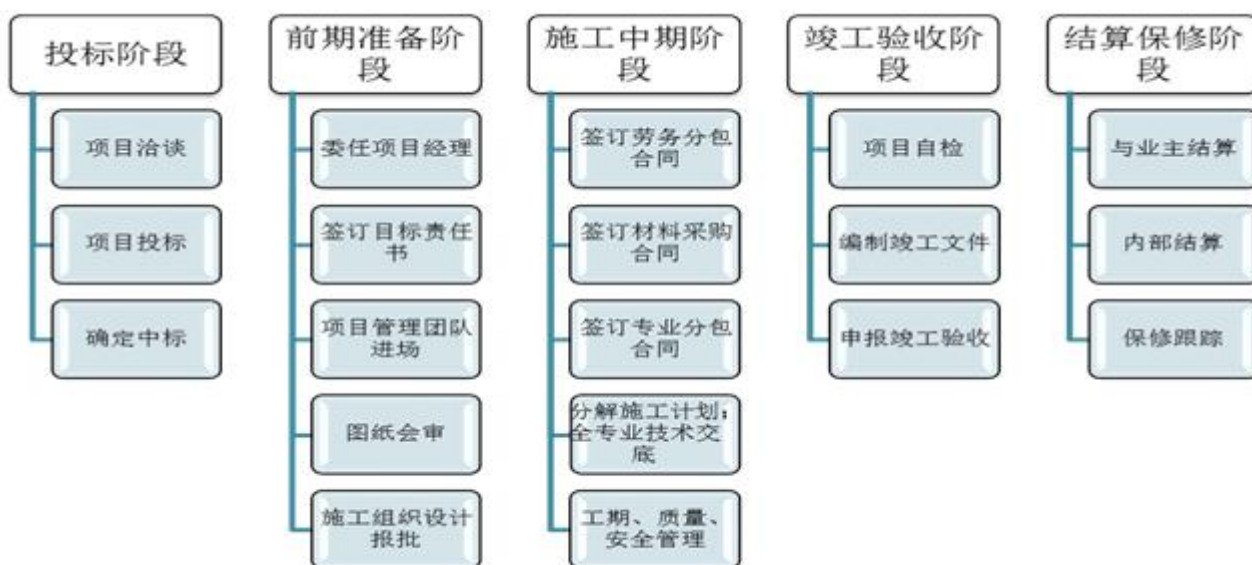 投标阶段
项目洽谈
项目投标
确定中标
前期准备阶
段
委任项目经理
签订目标责任
书
项目管理团队
进场
图纸会审
施工组织设计
报批
施工中期阶
段
签订劳务分包
合同
签订材料采购
合同
签订专业分包
合同
分解施工计划；
全专业技术交
底
工期、质量、
安全管理
竣工验收阶
段
项目自检
编制竣工文件
申报竣工验收
结算保修阶
段
与业主结算
内部结算
保修跟踪